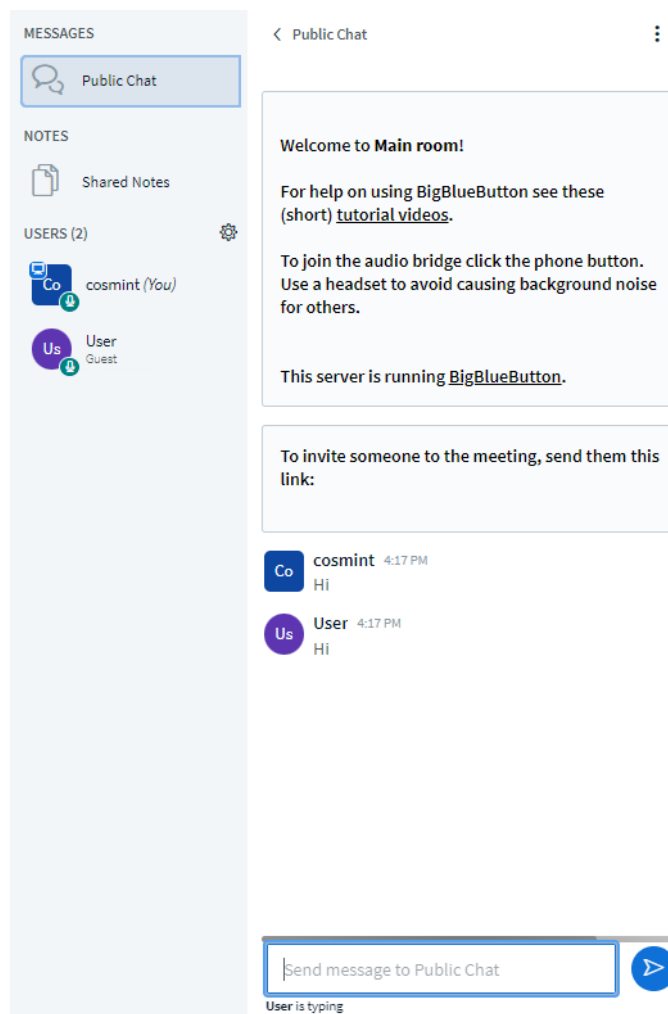 MESSAGES
Public Chat
NOTES
Shared Notes
USERS (2)
Co
cosmint (You)
Us
User
Guest
Public Chat
Welcome to Main room!
For help on using BigBlueButton see these
(short) tutorial videos.
To join the audio bridge click the phone button.
Use a headset to avoid causing background noise
for others.
This server is running BigBlueButton.
To invite someone to the meeting, send them this
link:
Co
cosmint 4:17 PM
Hi
Us
User 4:17 PM
Hi
Send message to Public Chat
User is typing